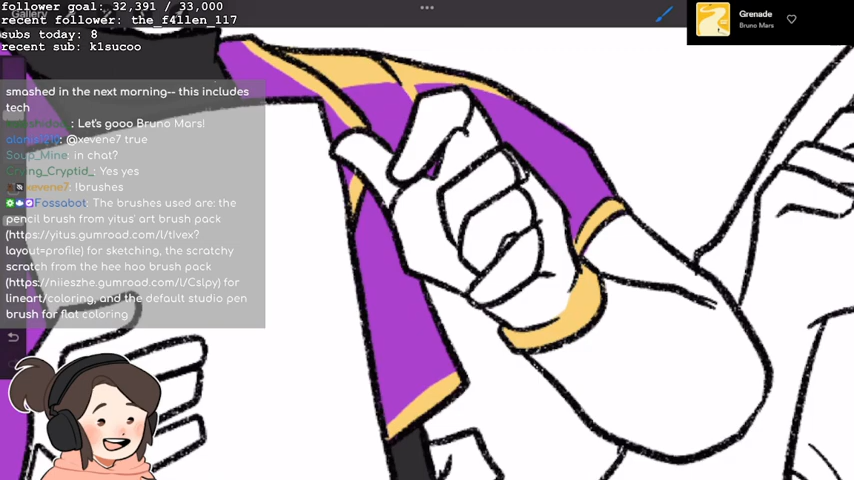 follower goal: 32,391 / 33,000
recent follower: the_f4llen_117
subs today: 8
recent sub: k1sucoo
Gallery
Grenade
Bruno Mars
smashed in the next morning-- this includes
tech
: Let's gooo Bruno Mars!
: @xevene7 true
Soup_Mine: in chat?
Crying_Cryptid_: Yes yes
xevene7: !brushes
Fossabot: The brushes used are: the
pencil brush from yitus' art brush pack
(https://yitus.gumroad.com/l/tivex?
layout=profile) for sketching, the scratchy
scratch from the hee hoo brush pack
(https://niieszhe.gumroad.com/l/Cslpy) for
lineart/coloring, and the default studio pen
brush for flat coloring